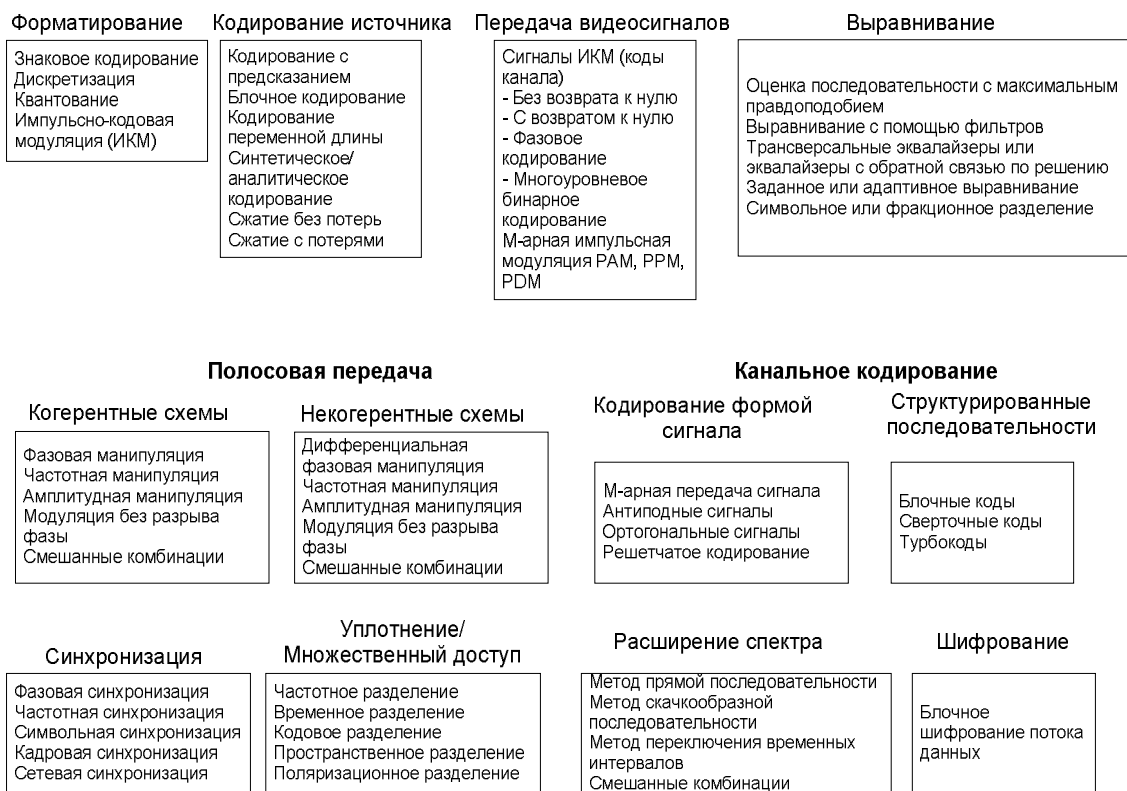 Форматирование
Знаковое кодирование
Дискретизация
Квантование
Импульсно-кодовая
модуляция (ИКМ)
Кодирование источника
Кодирование с
предсказанием
Блочное кодирование
Кодирование
переменной длины
Синтетическое/
аналитическое
кодирование
Сжатие без потерь
Сжатие с потерями
Передача видеосигналов
Сигналы ИКМ (коды
канала)
- Без возврата к нулю
- С возвратом к нулю
- Фазовое
кодирование
- Многоуровневое
бинарное
кодирование
М-арная импульсная
модуляция PAM, PPM,
PDM
Выравнивание
Оценка последовательности с максимальным
правдоподобием
Выравнивание с помощью фильтров
Трансверсальные эквалайзеры или
эквалайзеры с обратной связью по решению
Заданное или адаптивное выравнивание
Символьное или фракционное разделение
Полосовая передача
Когерентные схемы
Фазовая манипуляция
Частотная манипуляция
Амплитудная манипуляция
Модуляция без разрыва
фазы
Смешанные комбинации
Некогерентные схемы
Дифференциальная
фазовая манипуляция
Частотная манипуляция
Амплитудная манипуляция
Модуляция без разрыва
фазы
Смешанные комбинации
Канальное кодирование
Кодирование формой
сигнала
М-арная передача сигнала
Антиподные сигналы
Ортогональные сигналы
Решетчатое кодирование
Структурированные
последовательности
Блочные коды
Сверточные коды
Турбокоды
Синхронизация
Фазовая синхронизация
Частотная синхронизация
Символьная синхронизация
Кадровая синхронизация
Сетевая синхронизация
Уплотнение/
Множественный доступ
Частотное разделение
Временное разделение
Кодовое разделение
Пространственное разделение
Поляризационное разделение
Расширение спектра
Метод прямой последовательности
Метод скачкообразной
последовательности
Метод переключения временных
интервалов
Смешанные комбинации
Шифрование
Блочное
шифрование потока
данных